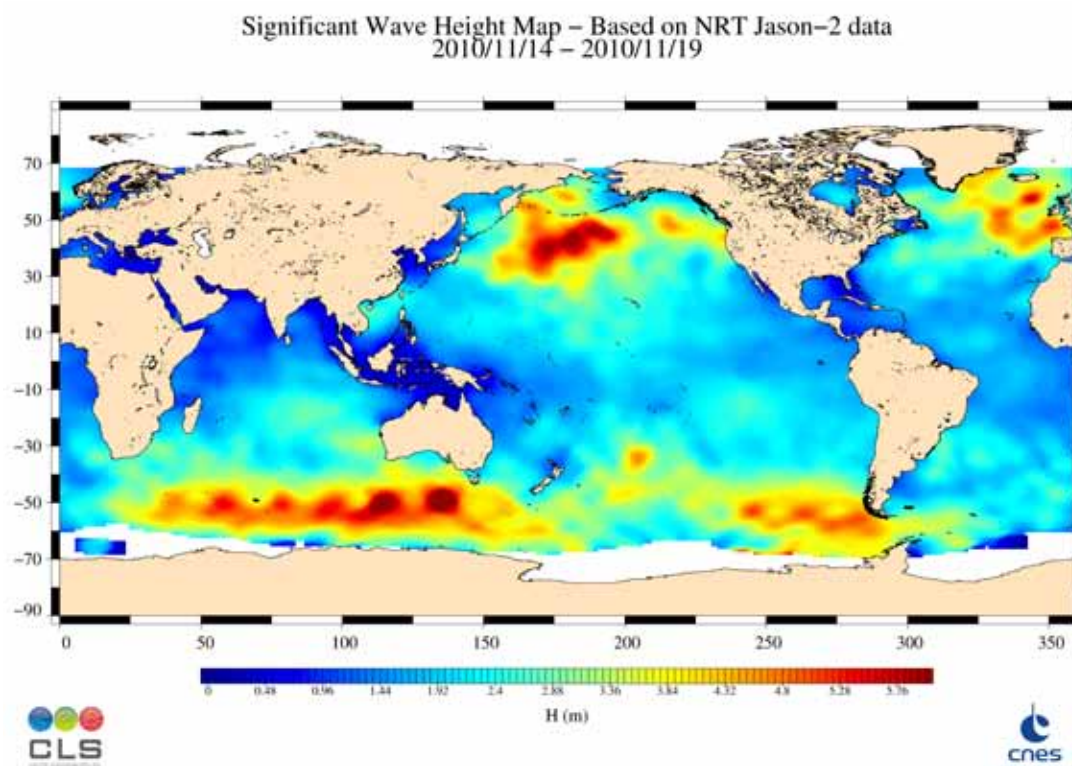 Significant Wave Height Map – Based on NRT Jason–2 data
2010/11/14 – 2010/11/19
70
50
30
10
−10
−30
−50
−70
−90
0 50 100 150 200 250 300 350
0 0.48 0.96 1.44 1.92 2.4 2.88 3.36 3.84 4.32 4.8 5.28 5.76
H (m)
CLS
cnes